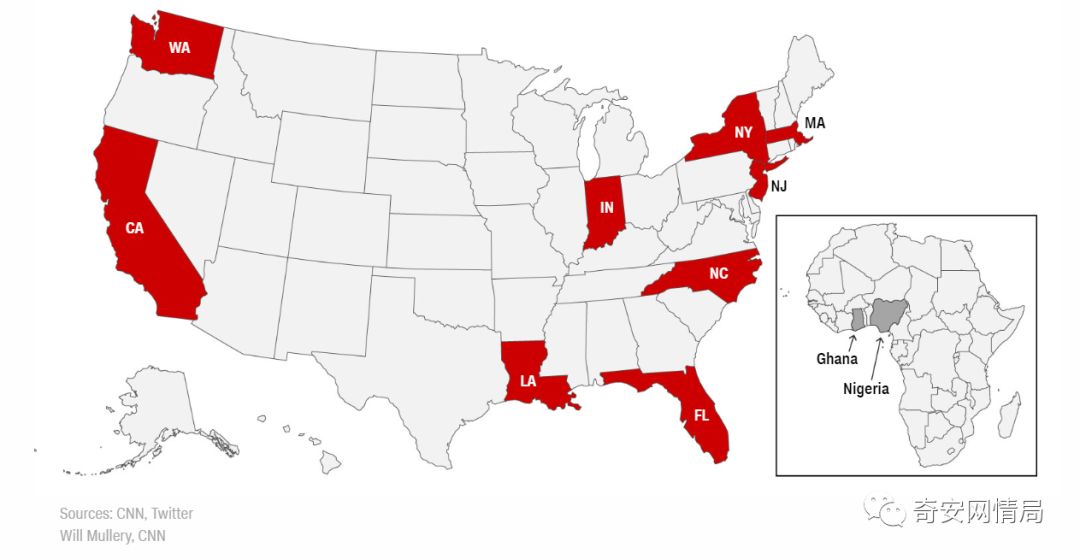 WA
MA
NY
NJ
IN
CA
NC
LA
FL
Ghana
Nigeria
Sources: CNN, Twitter
Will Mullery, CNN
奇安网情局